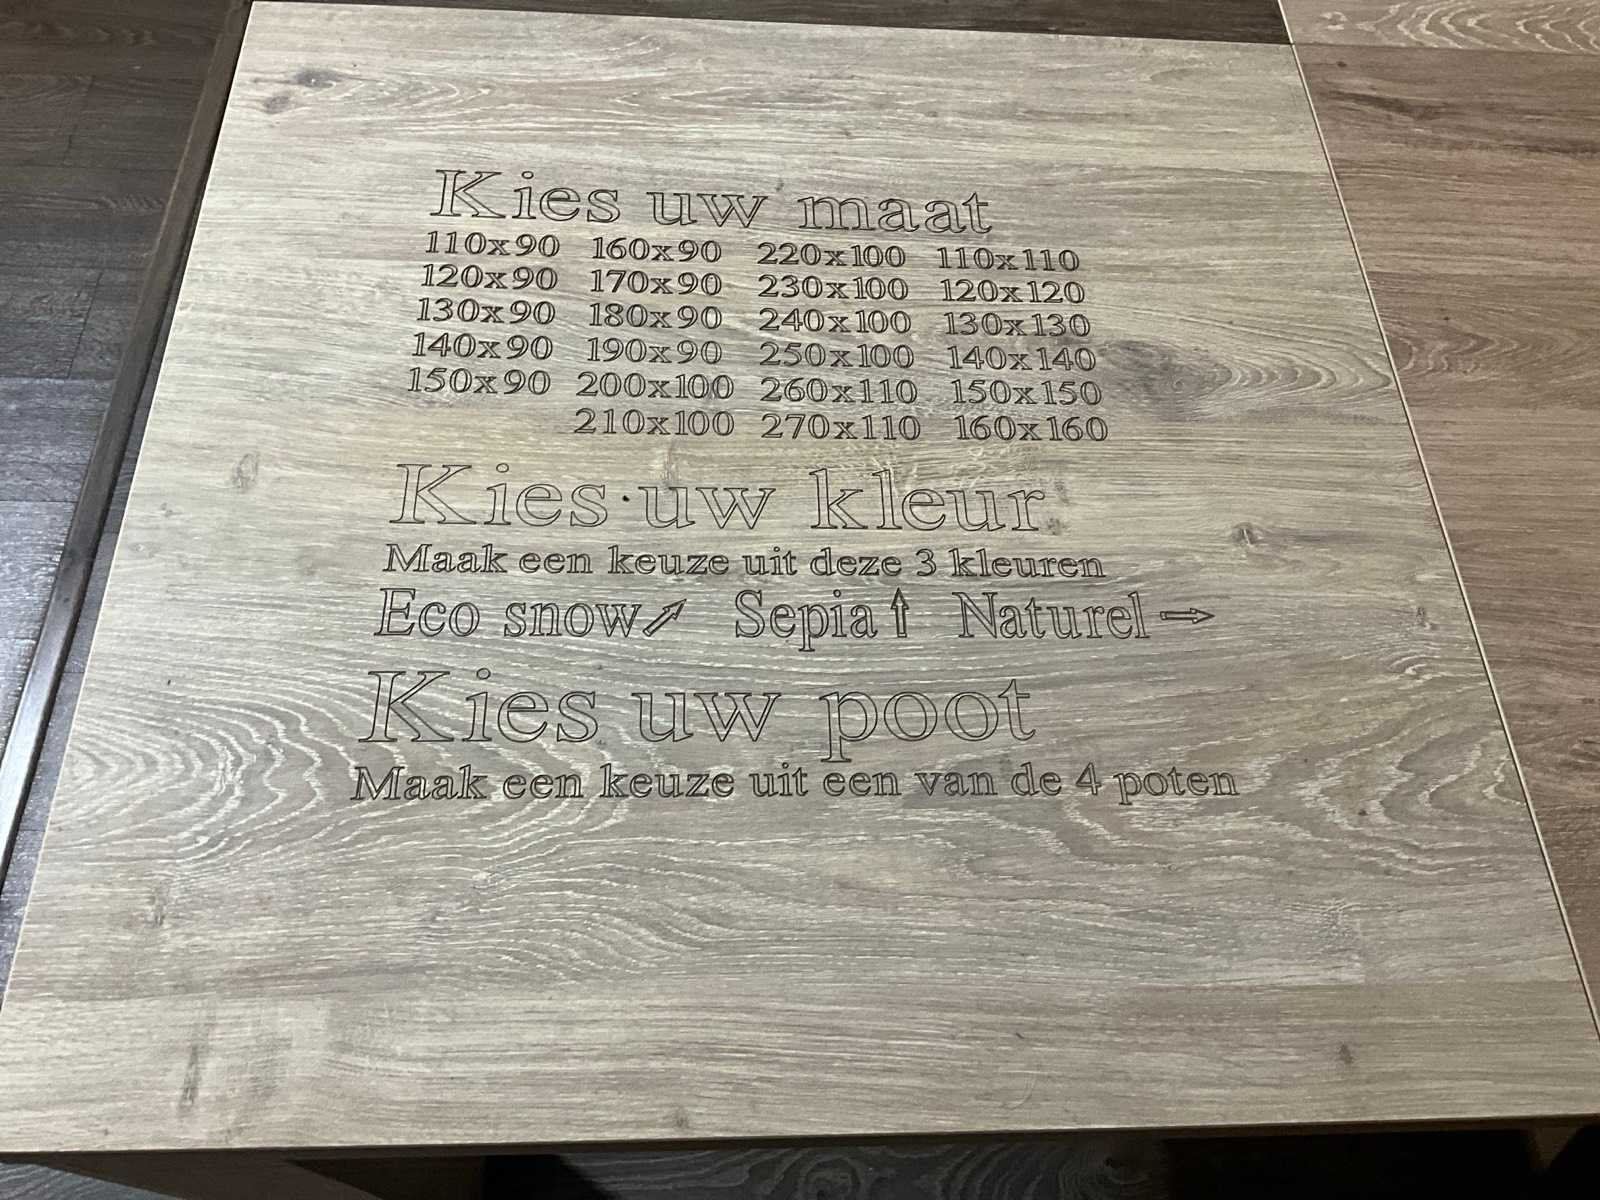 Kies uw maat
110x90 160x90 220x100 110x110
120x90 170x90 230x100 120x120
130x90 180x90 240x100 130x130
140x90 190x90 250x100 140x140
150x90 200x100 260x110 150x150
210x100 270x110 160x160
Kies uw kleur
Maak een keuze uit deze 3 kleuren
Eco snow↗ Sepia↑ Naturel→
Kies uw poot
Maak een keuze uit een van de 4 poten